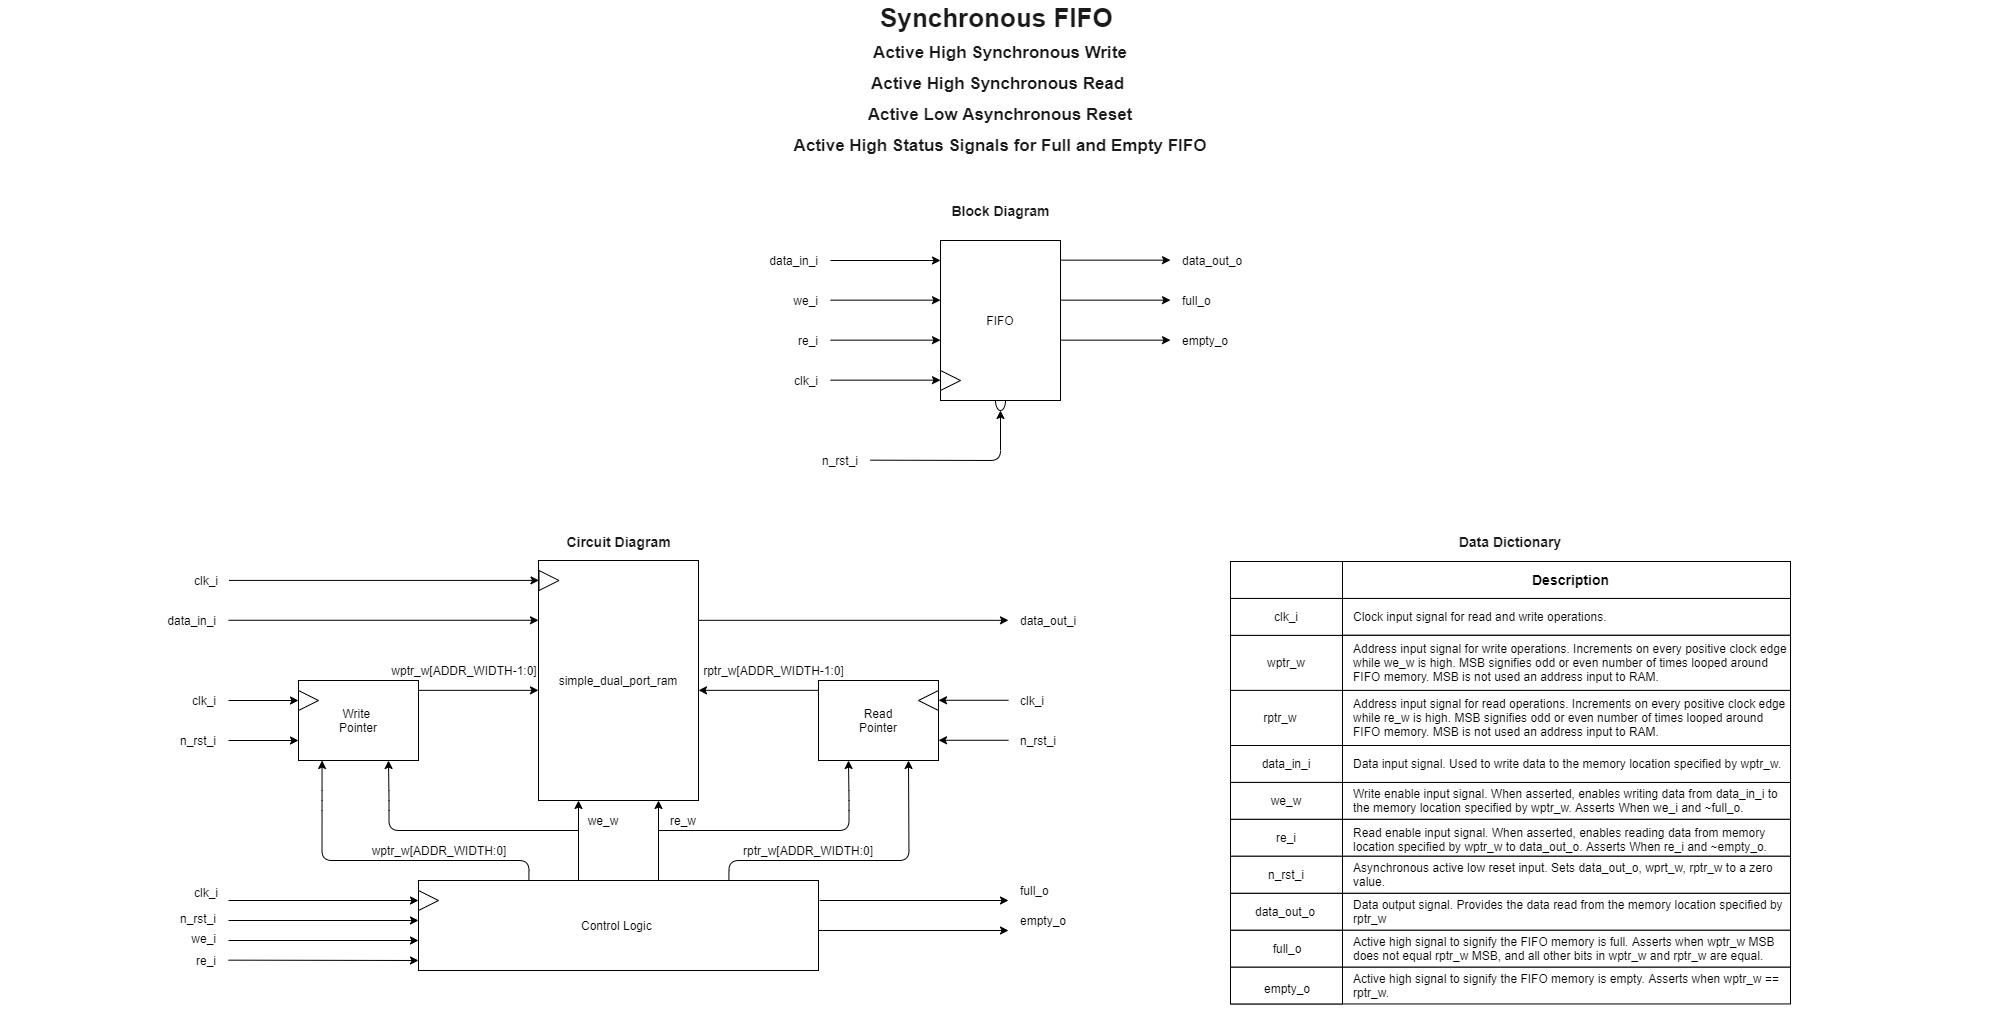 Synchronous FIFO
Active High Synchronous Write
Active High Synchronous Read
Active Low Asynchronous Reset
Active High Status Signals for Full and Empty FIFO
Block Diagram
data_in_i
data_out_o
we_i
full_o
FIFO
re_i
empty_o
clk_i
n_rst_i
Circuit Diagram
clk_i
data_in_i
data_out_i
wptr_w[ADDR_WIDTH-1:0]
rptr_w[ADDR_WIDTH-1:0]
simple_dual_port_ram
clk_i
Write
Pointer
n_rst_i
Read
Pointer
clk_i
n_rst_i
we_w
re_w
wptr_w[ADDR_WIDTH:0]
rptr_w[ADDR_WIDTH:0]
clk_i
n_rst_i
we_i
re_i
Control Logic
full_o
empty_o
Data Dictionary
Description
clk_i
Clock input signal for read and write operations.
wptr_w
Address input signal for write operations. Increments on every positive clock edge
while we_w is high. MSB signifies odd or even number of times looped around
FIFO memory. MSB is not used an address input to RAM.
rptr_w
Address input signal for read operations. Increments on every positive clock edge
while re_w is high. MSB signifies odd or even number of times looped around
FIFO memory. MSB is not used an address input to RAM.
data_in_i
Data input signal. Used to write data to the memory location specified by wptr_w.
we_w
Write enable input signal. When asserted, enables writing data from data_in_i to
the memory location specified by wptr_w. Asserts When we_i and ~full_o.
re_i
Read enable input signal. When asserted, enables reading data from memory
location specified by wptr_w to data_out_o. Asserts When re_i and ~empty_o.
n_rst_i
Asynchronous active low reset input. Sets data_out_o, wprt_w, rptr_w to a zero
value.
data_out_o
Data output signal. Provides the data read from the memory location specified by
rptr_w
full_o
Active high signal to signify the FIFO memory is full. Asserts when wptr_w MSB
does not equal rptr_w MSB, and all other bits in wptr_w and rptr_w are equal.
empty_o
Active high signal to signify the FIFO memory is empty. Asserts when wptr_w ==
rptr_w.